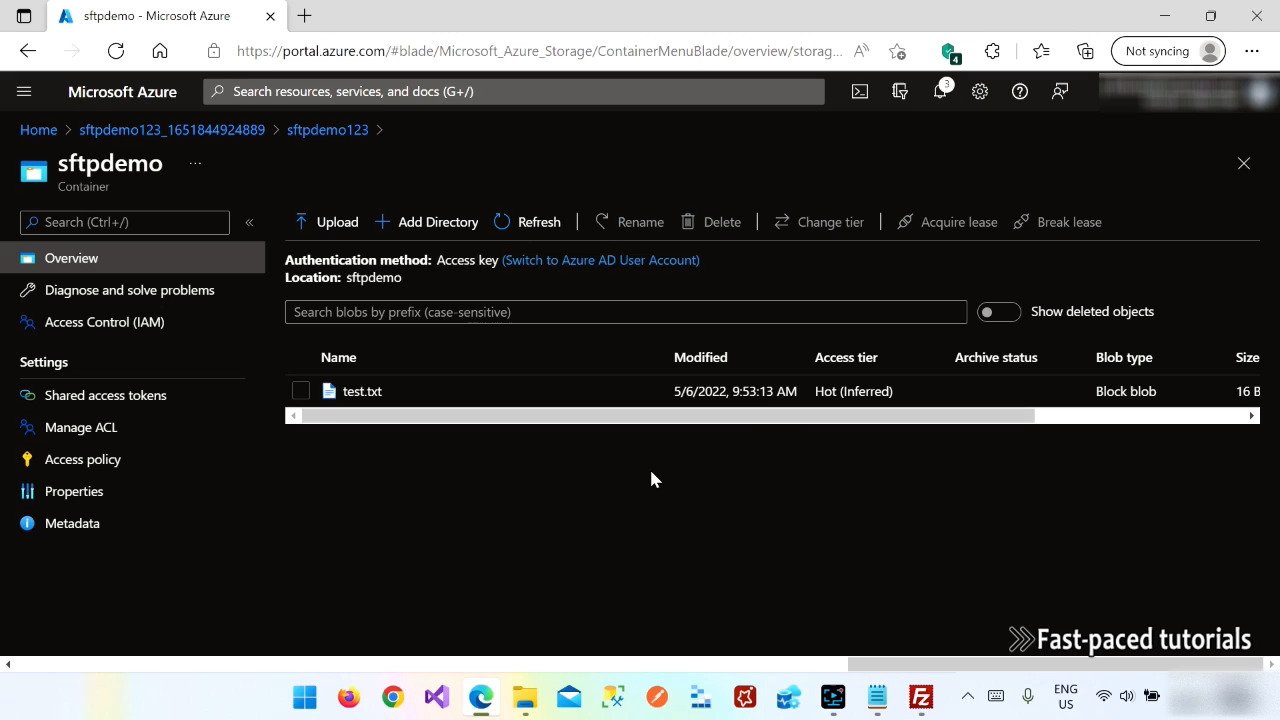 sftpdemo - Microsoft Azure
https://portal.azure.com/#blade/Microsoft_Azure_Storage/ContainerMenuBlade/overview/storag...
4
Not syncing
Microsoft Azure
Search resources, services, and docs (G+/)
3
Home > sftpdemo123_1651844924889 > sftpdemo123 >
sftpdemo ...
Container
Search (Ctrl+/)
«
Upload
Add Directory
Refresh
Rename
Delete
Change tier
Acquire lease
Break lease
Overview
Diagnose and solve problems
Access Control (IAM)
Settings
Shared access tokens
Manage ACL
Access policy
Properties
Metadata
Authentication method: Access key (Switch to Azure AD User Account)
Location: sftpdemo
Search blobs by prefix (case-sensitive)
Show deleted objects
Name Modified Access tier Archive status Blob type Size
test.txt 5/6/2022, 9:53:13 AM Hot (Inferred) Block blob 16 B
Fast-paced tutorials
ENG
US